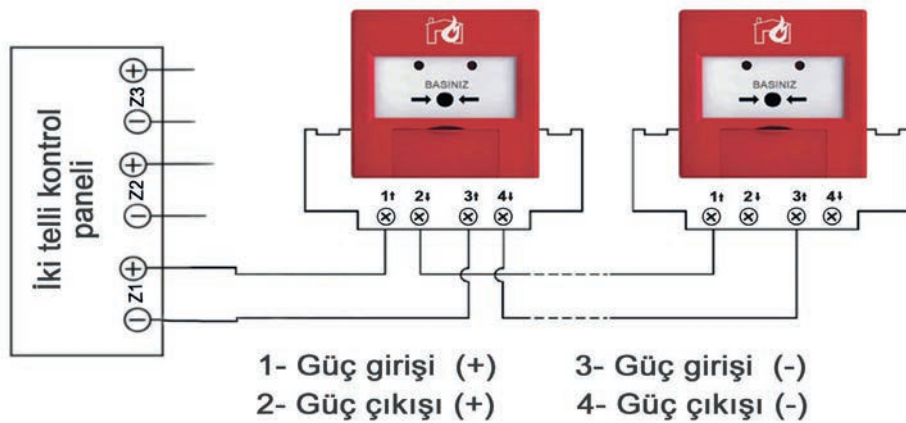 İki telli kontrol
paneli
Z3
Z2
Z1
BASINIZ
1 2 3 4
BASINIZ
1 2 3 4
1- Güç girişi (+)
2- Güç çıkışı (+)
3- Güç girişi (-)
4- Güç çıkışı (-)